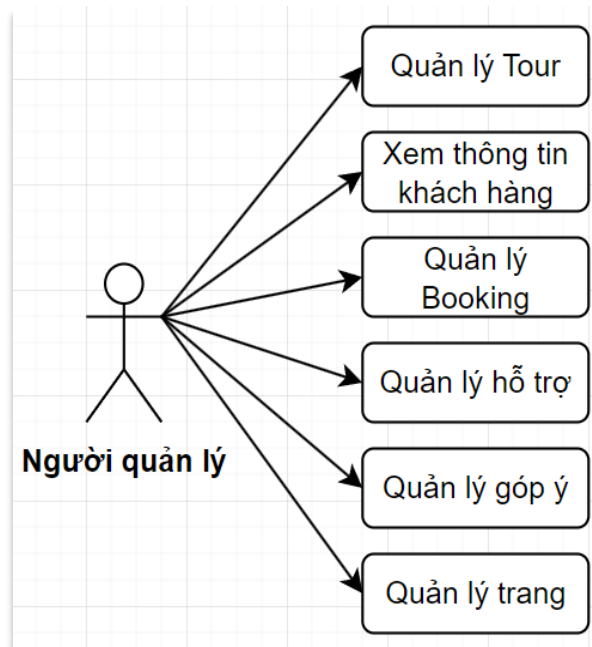 Quản lý Tour
Xem thông tin
khách hàng
Quản lý
Booking
Quản lý hỗ trợ
Người quản lý
Quản lý góp ý
Quản lý trang